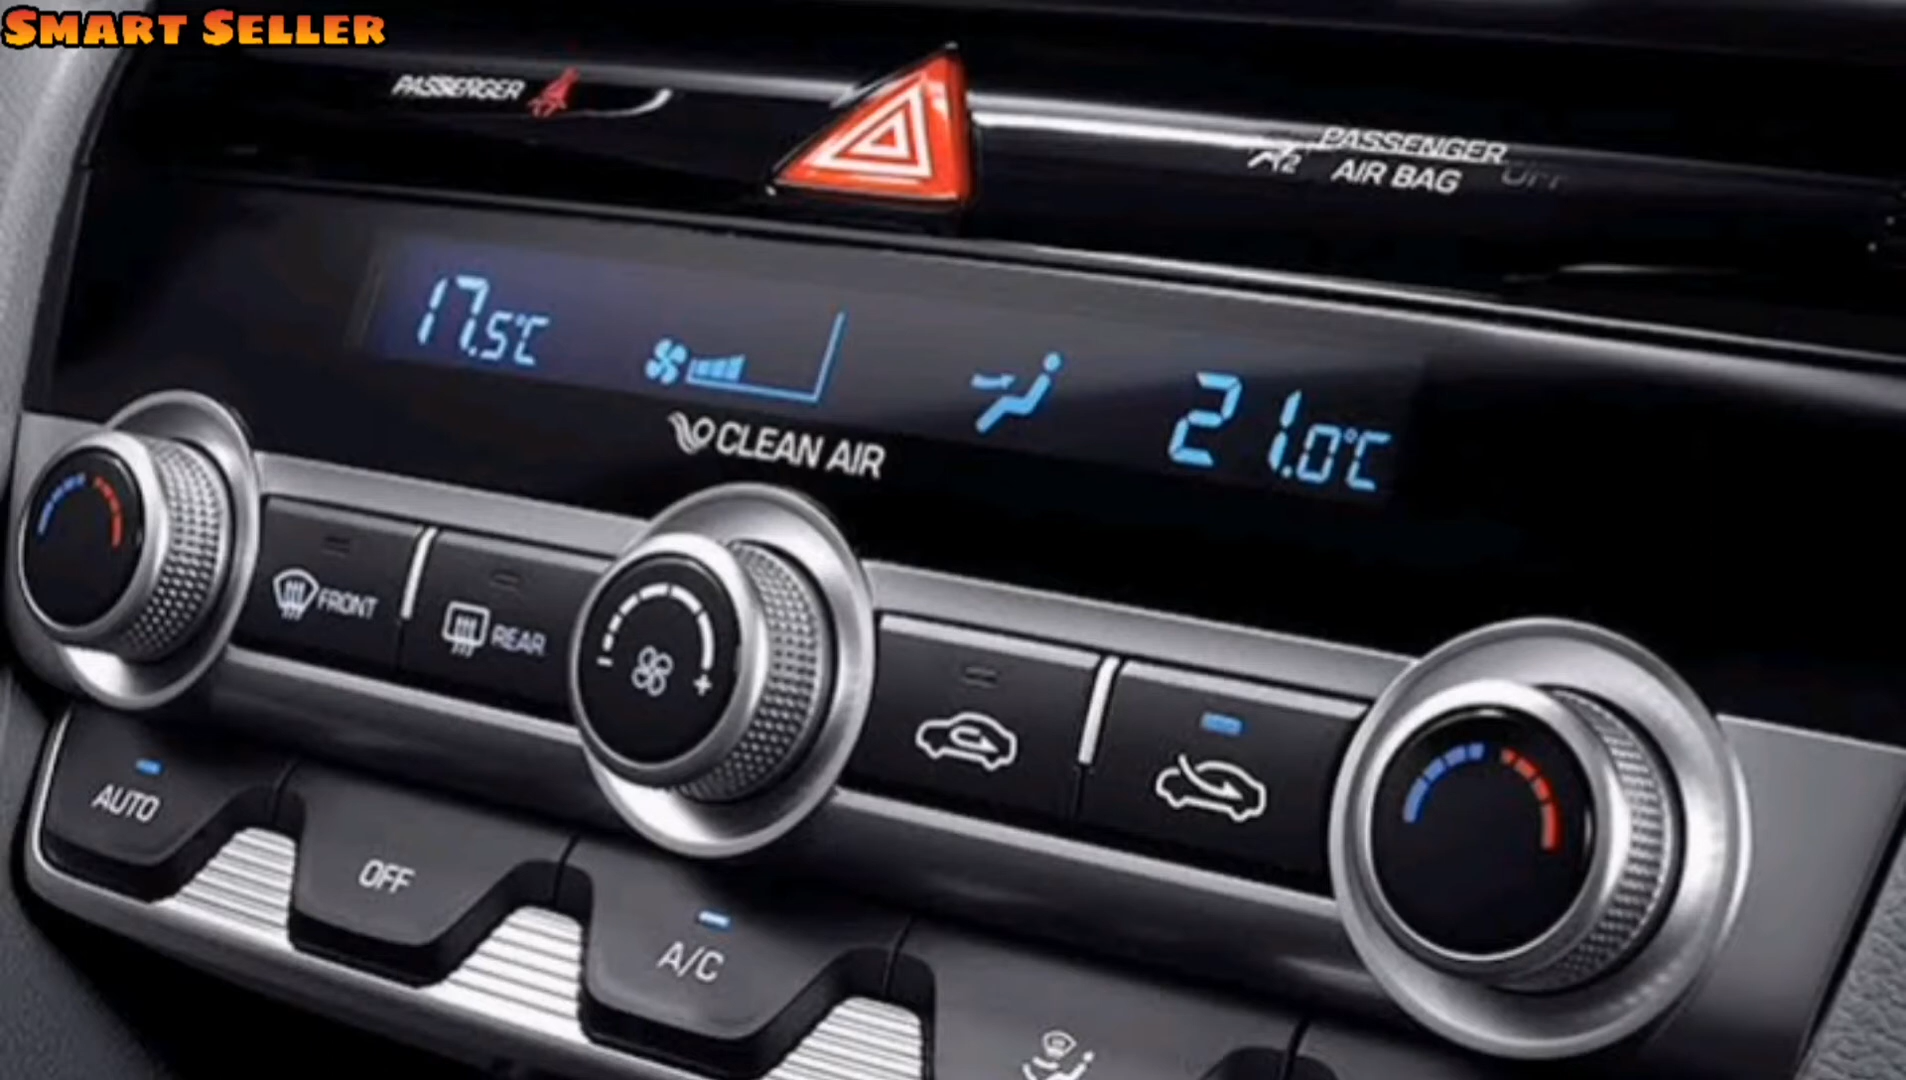 SMART SELLER
PASSENGER
PASSENGER
AIR BAG
OFF
17.5°C
21.0°C
CLEAN AIR
FRONT
REAR
- +
AUTO
OFF
A/C